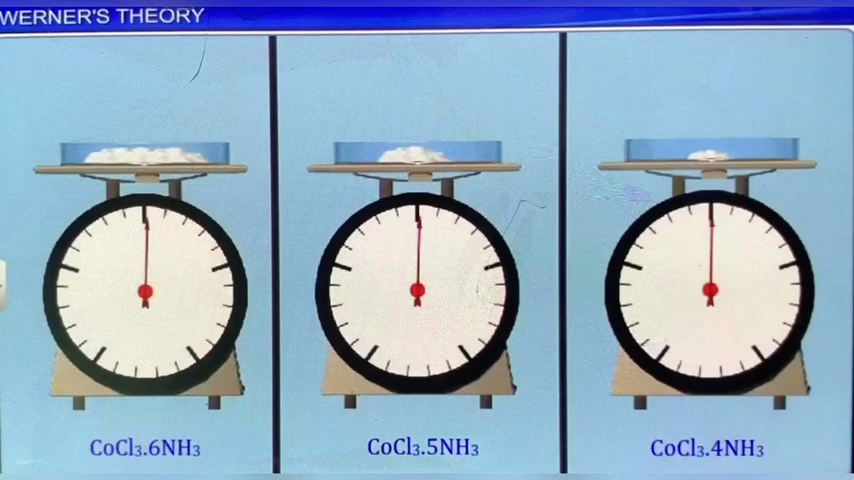 WERNER'S THEORY
CoCl₃.6NH₃
CoCl₃.5NH₃
CoCl₃.4NH₃